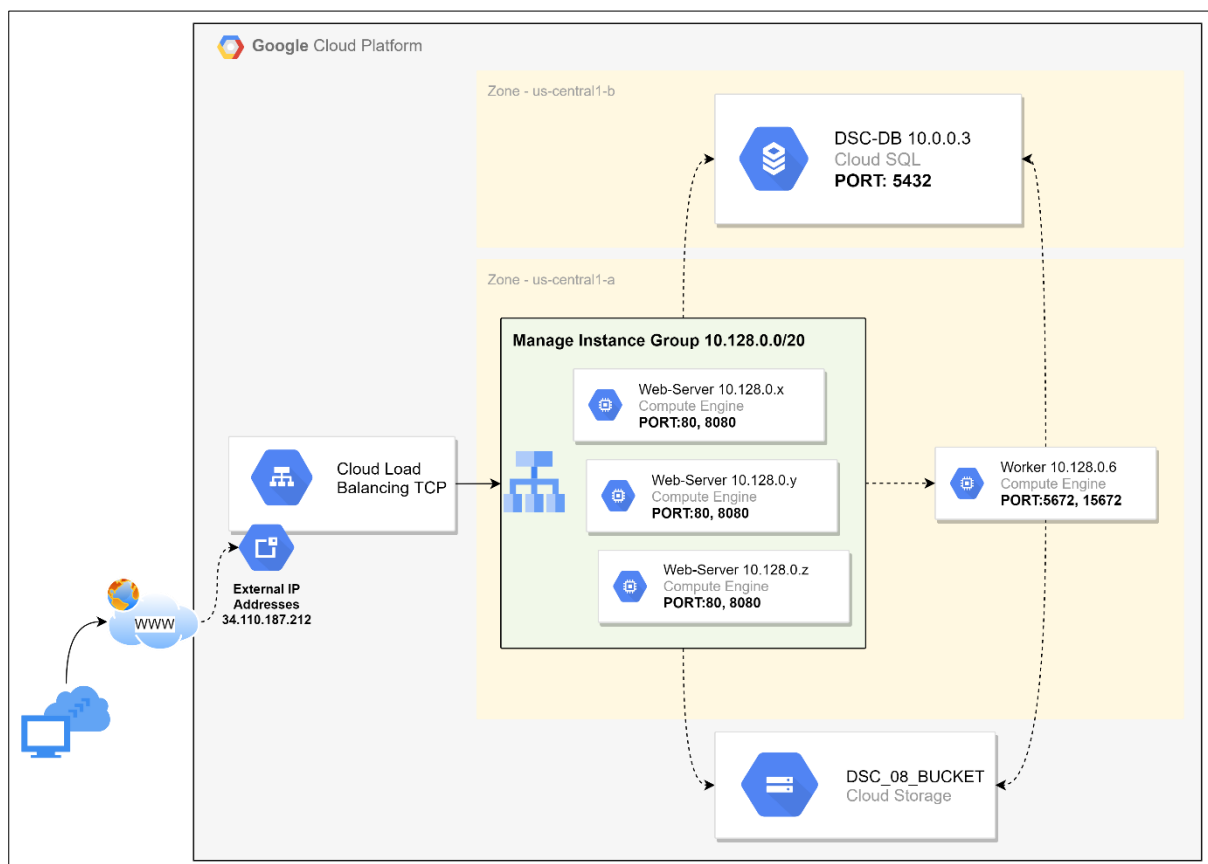 Google Cloud Platform
Zone - us-central1-b
DSC-DB 10.0.0.3
Cloud SQL
PORT: 5432
Zone - us-central1-a
Manage Instance Group 10.128.0.0/20
Web-Server 10.128.0.x
Compute Engine
PORT:80, 8080
Cloud Load
Balancing TCP
Web-Server 10.128.0.y
Compute Engine
PORT:80, 8080
Worker 10.128.0.6
Compute Engine
PORT:5672, 15672
Web-Server 10.128.0.z
Compute Engine
PORT:80, 8080
External IP
Addresses
34.110.187.212
WWW
DSC_08_BUCKET
Cloud Storage